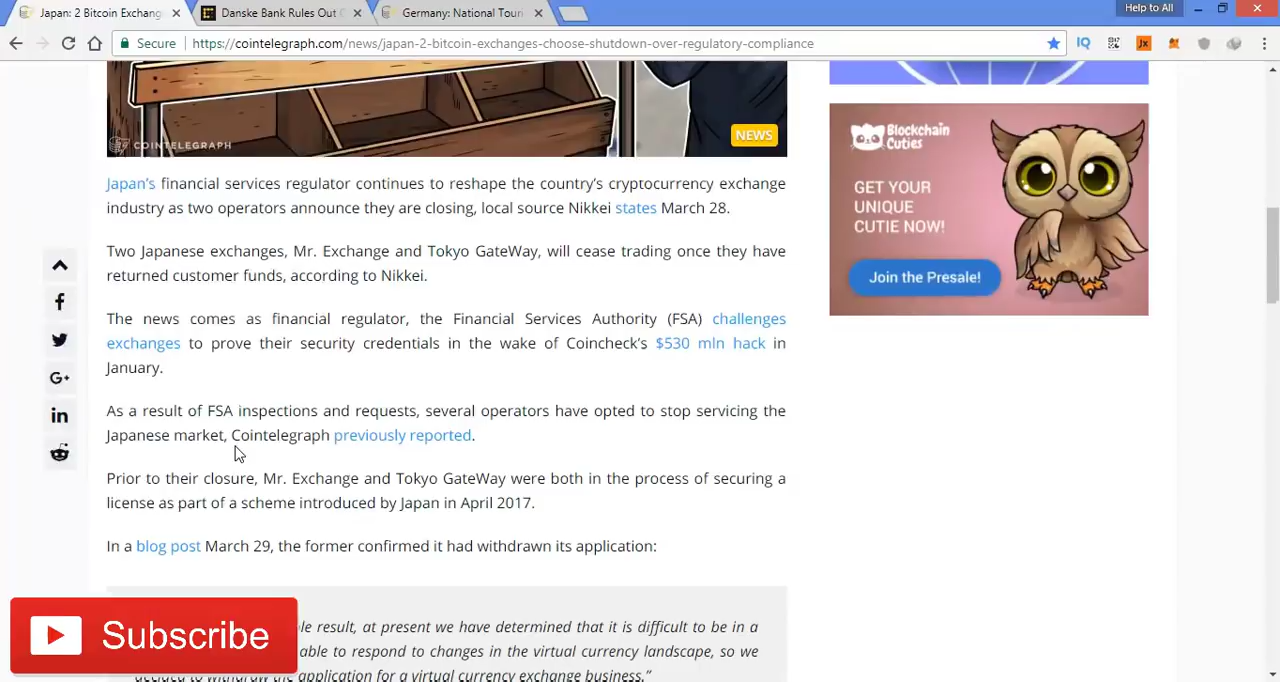 Japan: 2 Bitcoin Exchang
Danske Bank Rules Out C
Germany: National Touri
Help to All
Secure
https://cointelegraph.com/news/japan-2-bitcoin-exchanges-choose-shutdown-over-regulatory-compliance
IQ
Jx
COINTELEGRAPH
NEWS
Blockchain
Cuties
GET YOUR
UNIQUE
CUTIE NOW!
Join the Presale!
Japan's financial services regulator continues to reshape the country's cryptocurrency exchange
industry as two operators announce they are closing, local source Nikkei states March 28.
Two Japanese exchanges, Mr. Exchange and Tokyo GateWay, will cease trading once they have
returned customer funds, according to Nikkei.
The news comes as financial regulator, the Financial Services Authority (FSA) challenges
exchanges to prove their security credentials in the wake of Coincheck's $530 mln hack in
January.
As a result of FSA inspections and requests, several operators have opted to stop servicing the
Japanese market, Cointelegraph previously reported.
Prior to their closure, Mr. Exchange and Tokyo GateWay were both in the process of securing a
license as part of a scheme introduced by Japan in April 2017.
In a blog post March 29, the former confirmed it had withdrawn its application:
le result, at present we have determined that it is difficult to be in a
able to respond to changes in the virtual currency landscape, so we
decided to withdraw the application for a virtual currency exchange business."
Subscribe